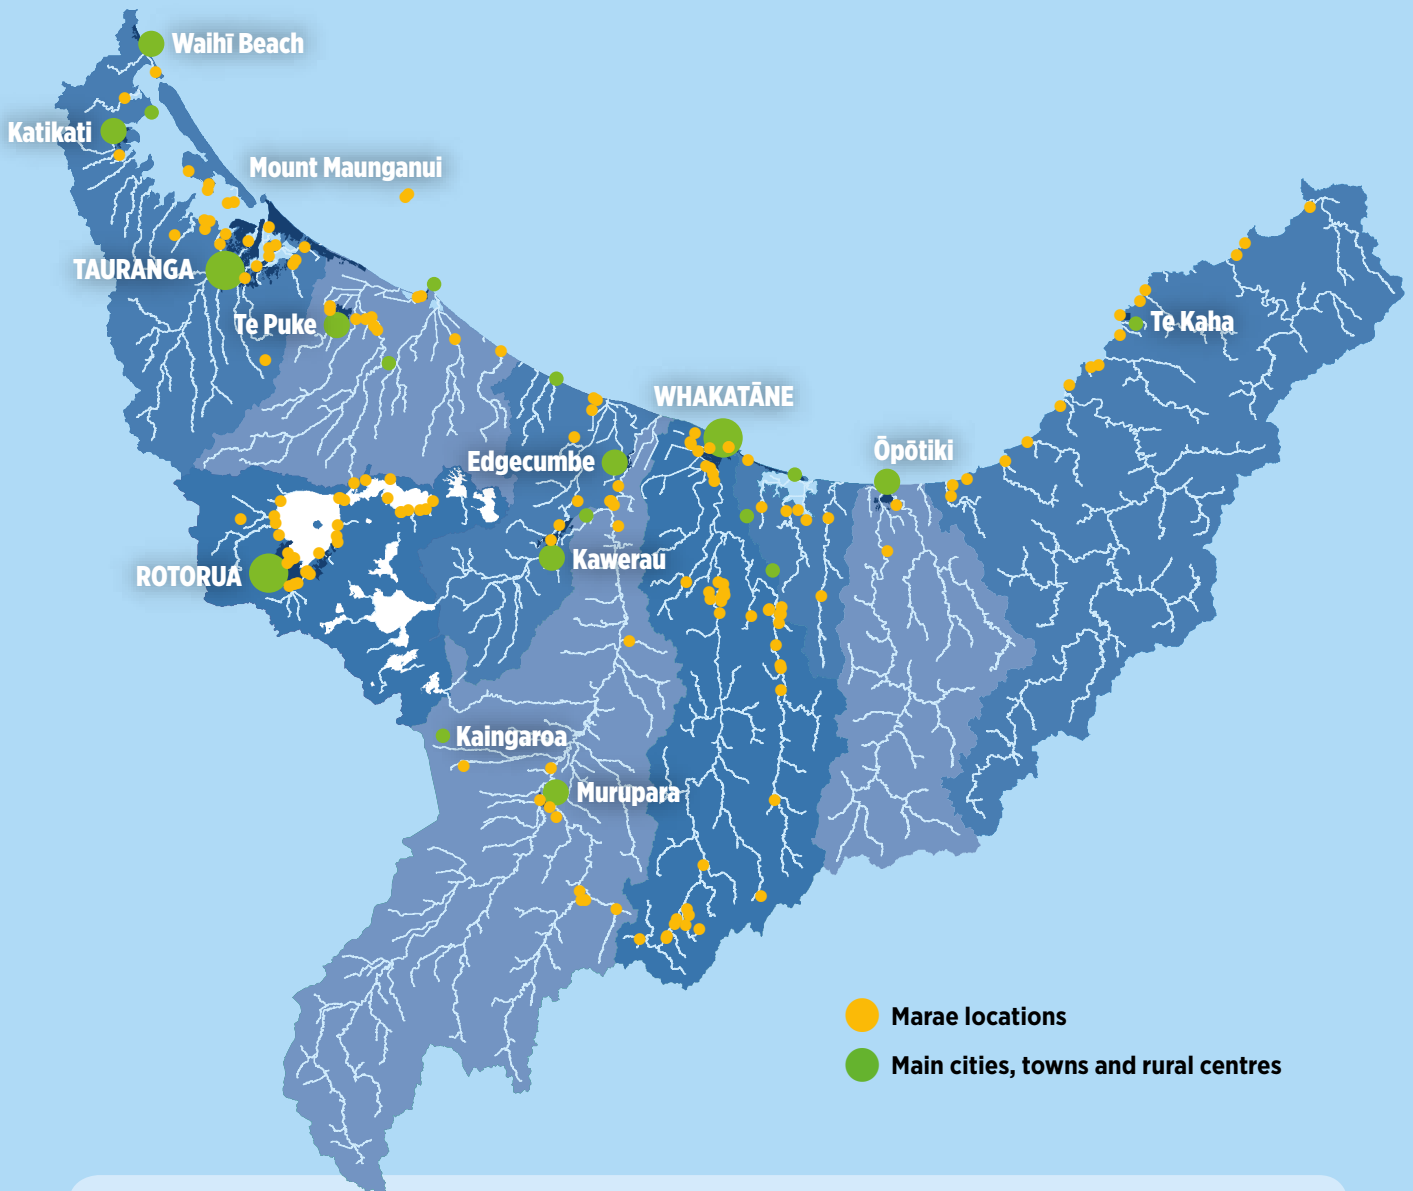 Waihī Beach
Katikati
Mount Maunganui
TAURANGA
Te Puke
Te Kaha
WHAKATĀNE
Ōpōtiki
Edgecumbe
Kawerau
ROTORUA
Kaingaroa
Murupara
Marae locations
Main cities, towns and rural centres